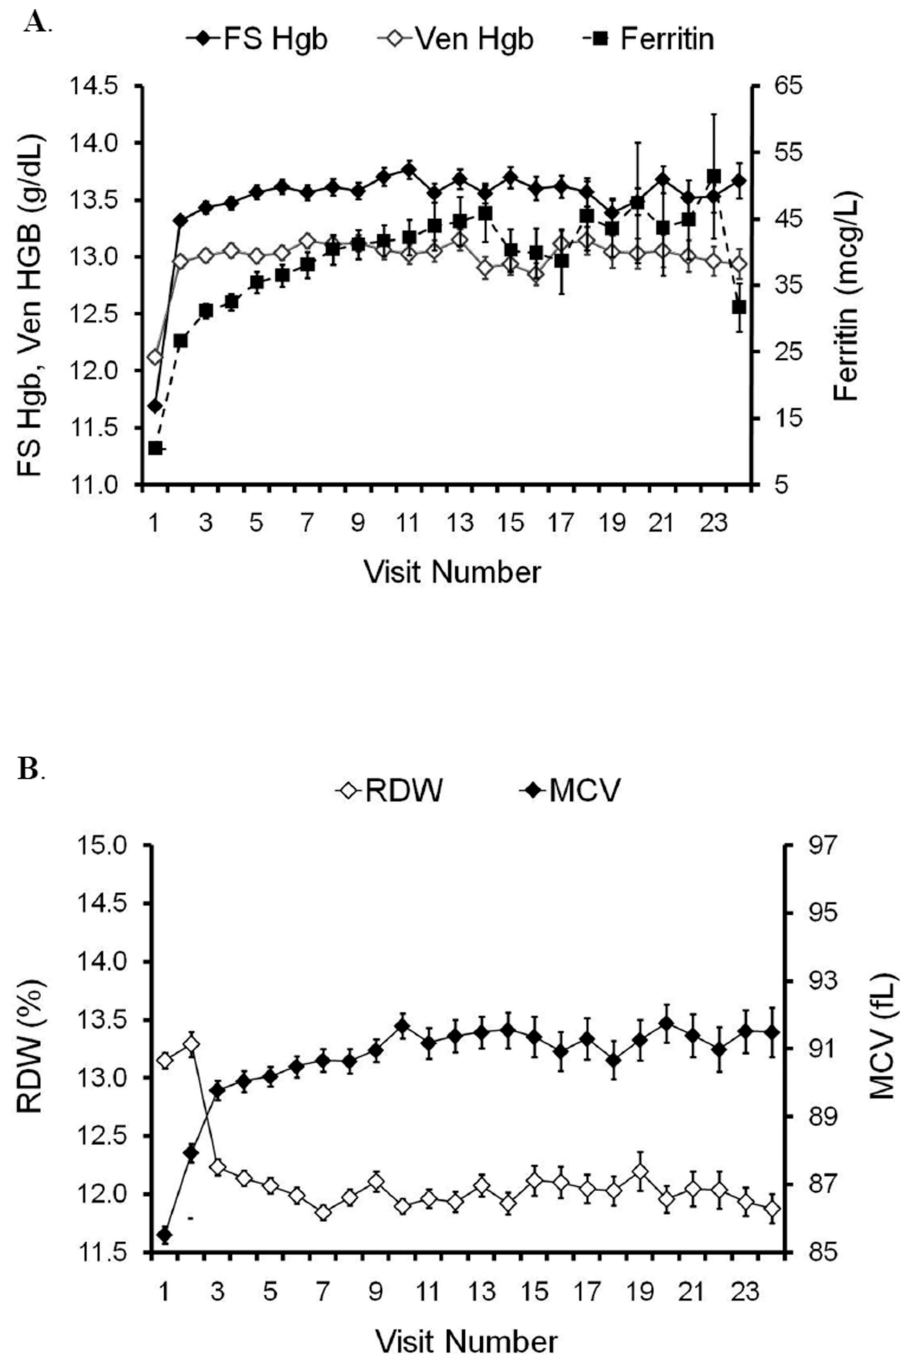 A.
FS Hgb Ven Hgb Ferritin
14.5 65
14.0
55
13.5
45
13.0
35
12.5
12.0 25
11.5 15
11.0 5
FS Hgb, Ven HGB (g/dL)
Ferritin (mcg/L)
1 3 5 7 9 11 13 15 17 19 21 23
Visit Number
B.
RDW MCV
15.0 97
14.5 95
14.0 93
13.5
91
13.0
89
12.5
12.0 87
11.5 85
RDW (%)
MCV (fL)
1 3 5 7 9 11 13 15 17 19 21 23
Visit Number